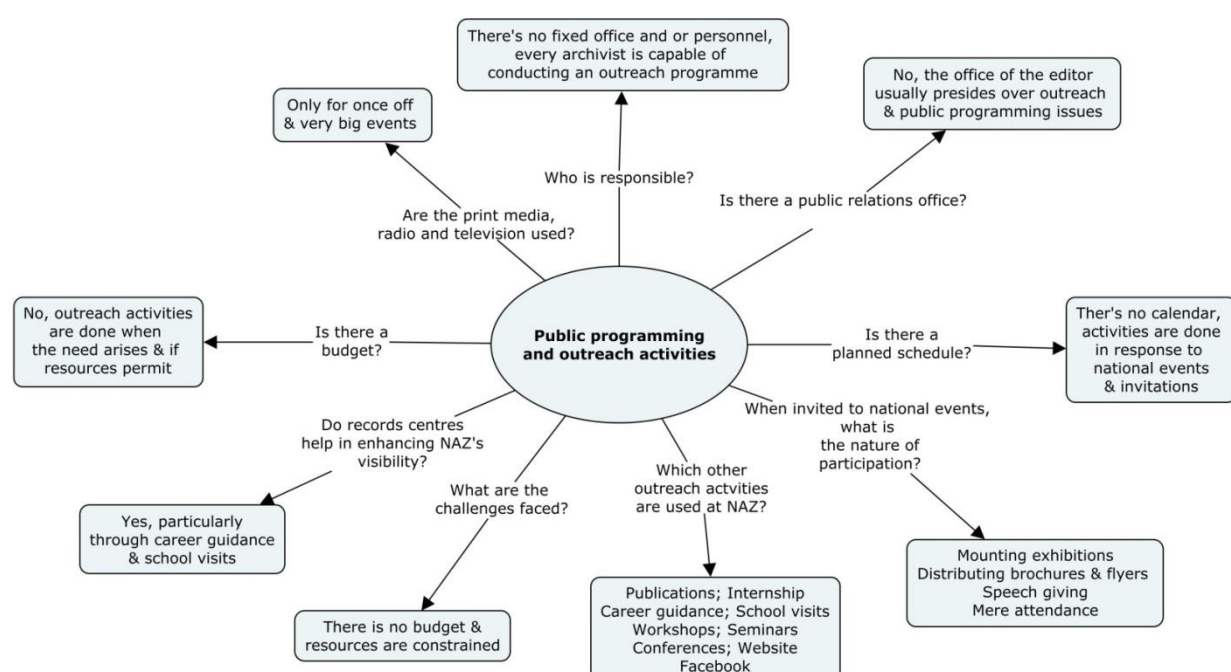 There's no fixed office and or personnel,
every archivist is capable of
conducting an outreach programme
No, the office of the editor
usually presides over outreach
& public programming issues
Only for once off
& very big events
Who is responsible?
Is there a public relations office?
Are the print media,
radio and television used?
No, outreach activities
are done when
the need arises & if
resources permit
Is there a
budget?
Public programming
and outreach activities
Is there a
planned schedule?
Ther's no calendar,
activities are done
in response to
national events
& invitations
Do records centres
help in enhancing NAZ's
visibility?
When invited to national events,
what is
the nature of
participation?
What are the
challenges faced?
Which other
outreach actvities
are used at NAZ?
Yes, particularly
through career guidance
& school visits
Mounting exhibitions
Distributing brochures & flyers
Speech giving
Mere attendance
There is no budget &
resources are constrained
Publications; Internship
Career guidance; School visits
Workshops; Seminars
Conferences; Website
Facebook